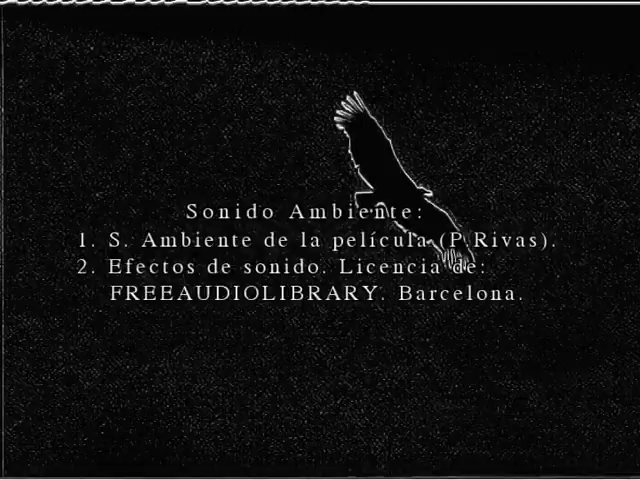 Sonido Ambiente:
1. S. Ambiente de la película (P.Rivas).
2. Efectos de sonido. Licencia de:
FREEAUDIOLIBRARY. Barcelona.